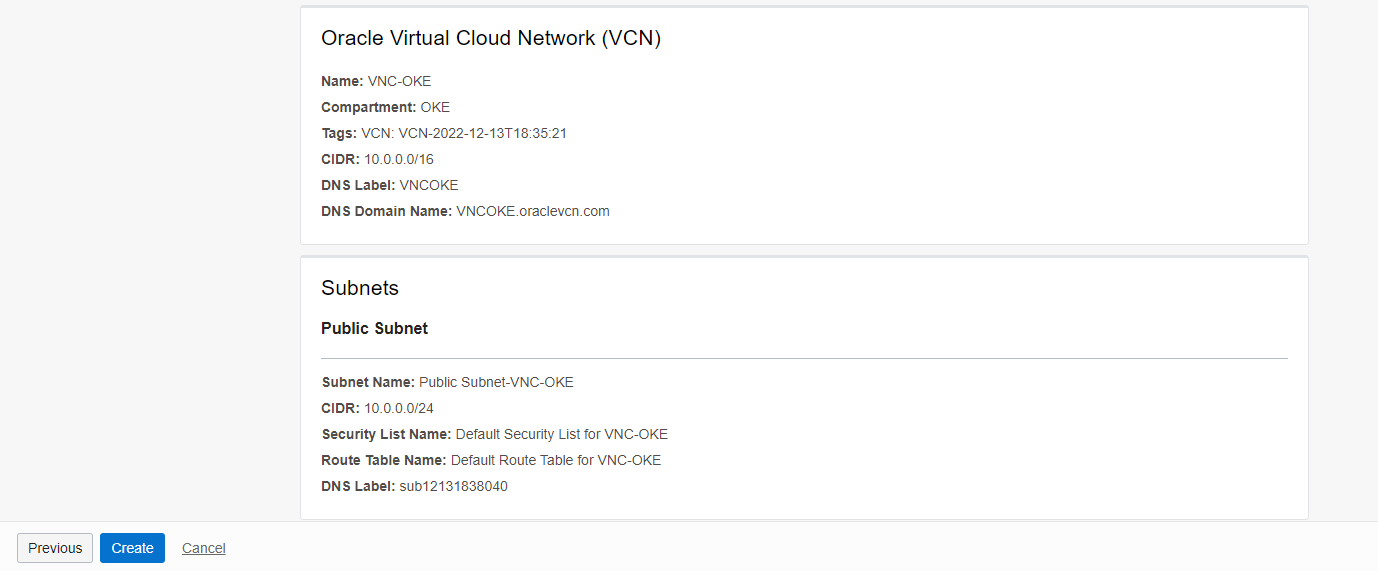 Oracle Virtual Cloud Network (VCN)
Name: VNC-OKE
Compartment: OKE
Tags: VCN: VCN-2022-12-13T18:35:21
CIDR: 10.0.0.0/16
DNS Label: VNCOKE
DNS Domain Name: VNCOKE.oraclevcn.com
Subnets
Public Subnet
Subnet Name: Public Subnet-VNC-OKE
CIDR: 10.0.0.0/24
Security List Name: Default Security List for VNC-OKE
Route Table Name: Default Route Table for VNC-OKE
DNS Label: sub12131838040
Previous Create Cancel